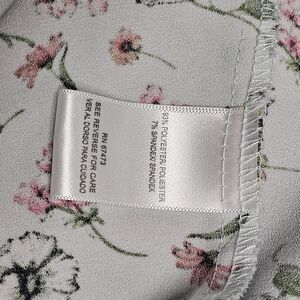 93% POLYESTER, POLIESTER
7% SPANDEX, SPANDEX
RN 67473
SEE REVERSE FOR CARE
VER AL DORSO PARA CUIDADO